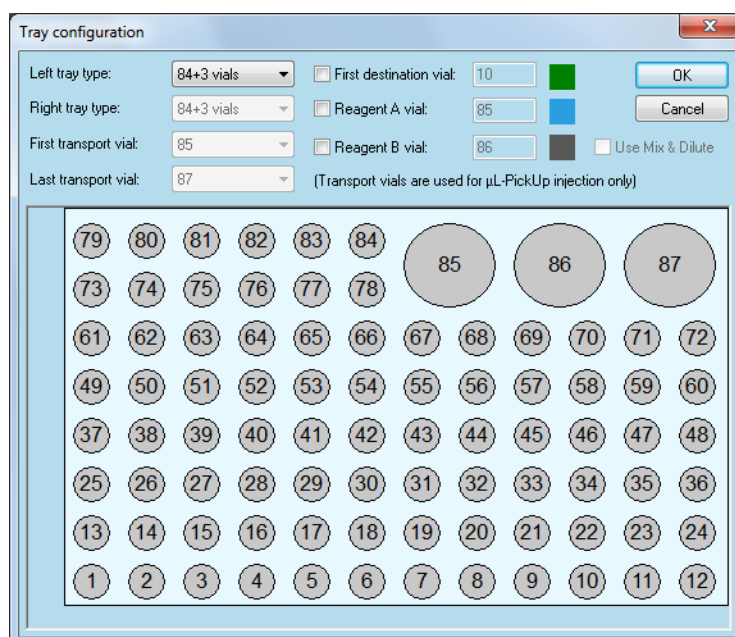 Tray configuration
Left tray type: 84+3 vials First destination vial: 10 OK
Right tray type: 84+3 vials Reagent A vial: 85 Cancel
First transport vial: 85 Reagent B vial: 86 Use Mix & Dilute
Last transport vial: 87 (Transport vials are used for µL-PickUp injection only)
79 80 81 82 83 84
85 86 87
73 74 75 76 77 78
61 62 63 64 65 66 67 68 69 70 71 72
49 50 51 52 53 54 55 56 57 58 59 60
37 38 39 40 41 42 43 44 45 46 47 48
25 26 27 28 29 30 31 32 33 34 35 36
13 14 15 16 17 18 19 20 21 22 23 24
1 2 3 4 5 6 7 8 9 10 11 12